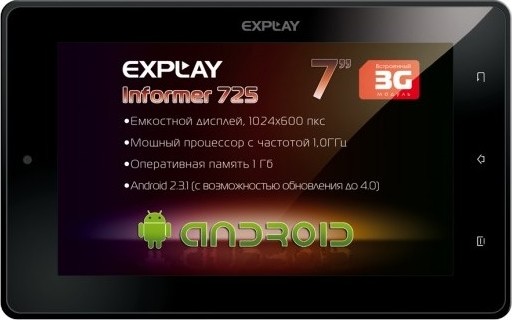 EXPLAY
EXPLAY
Informer 725
7”
Встроенный
3G
модуль
•Емкостной дисплей, 1024x600 пкс
•Мощный процессор с частотой 1,0ГГц
•Оперативная память 1 Гб
•Android 2.3.1 (с возможностью обновления до 4.0)
ANDROID